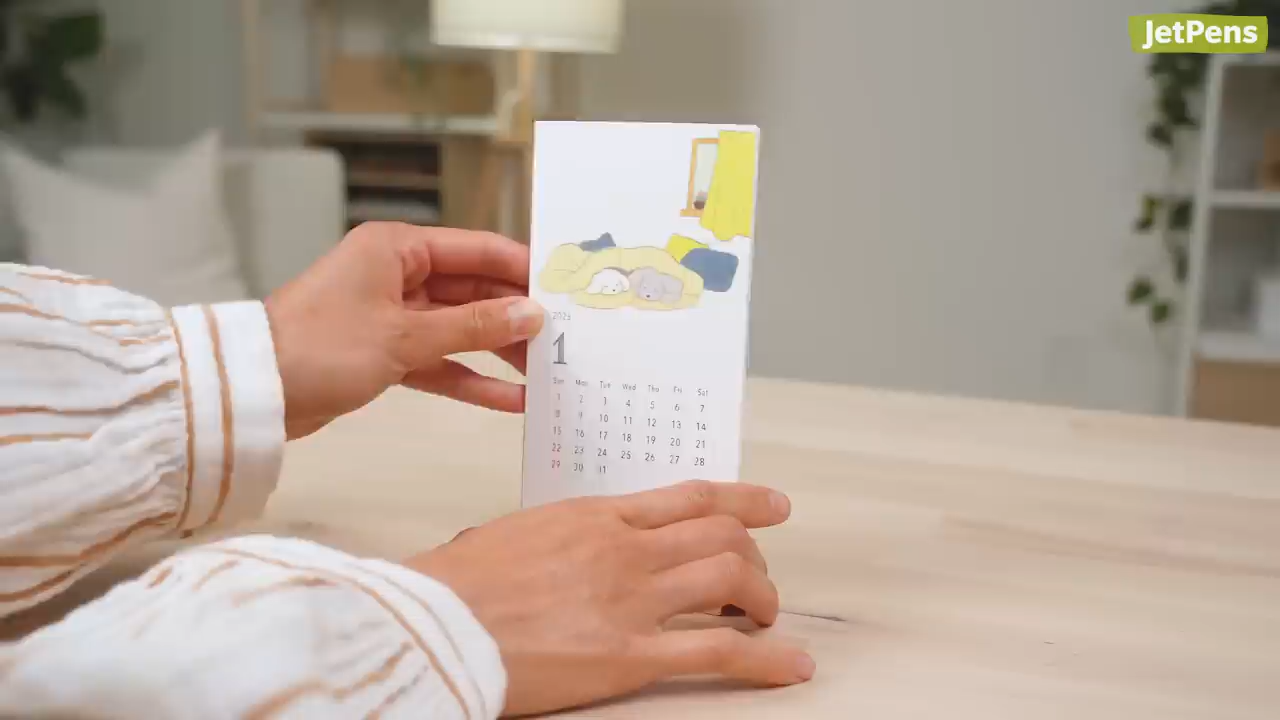 JetPens
2023
1
Sun Mon Tue Wed Thu Fri Sat
1 2 3 4 5 6 7
8 9 10 11 12 13 14
15 16 17 18 19 20 21
22 23 24 25 26 27 28
29 30 31